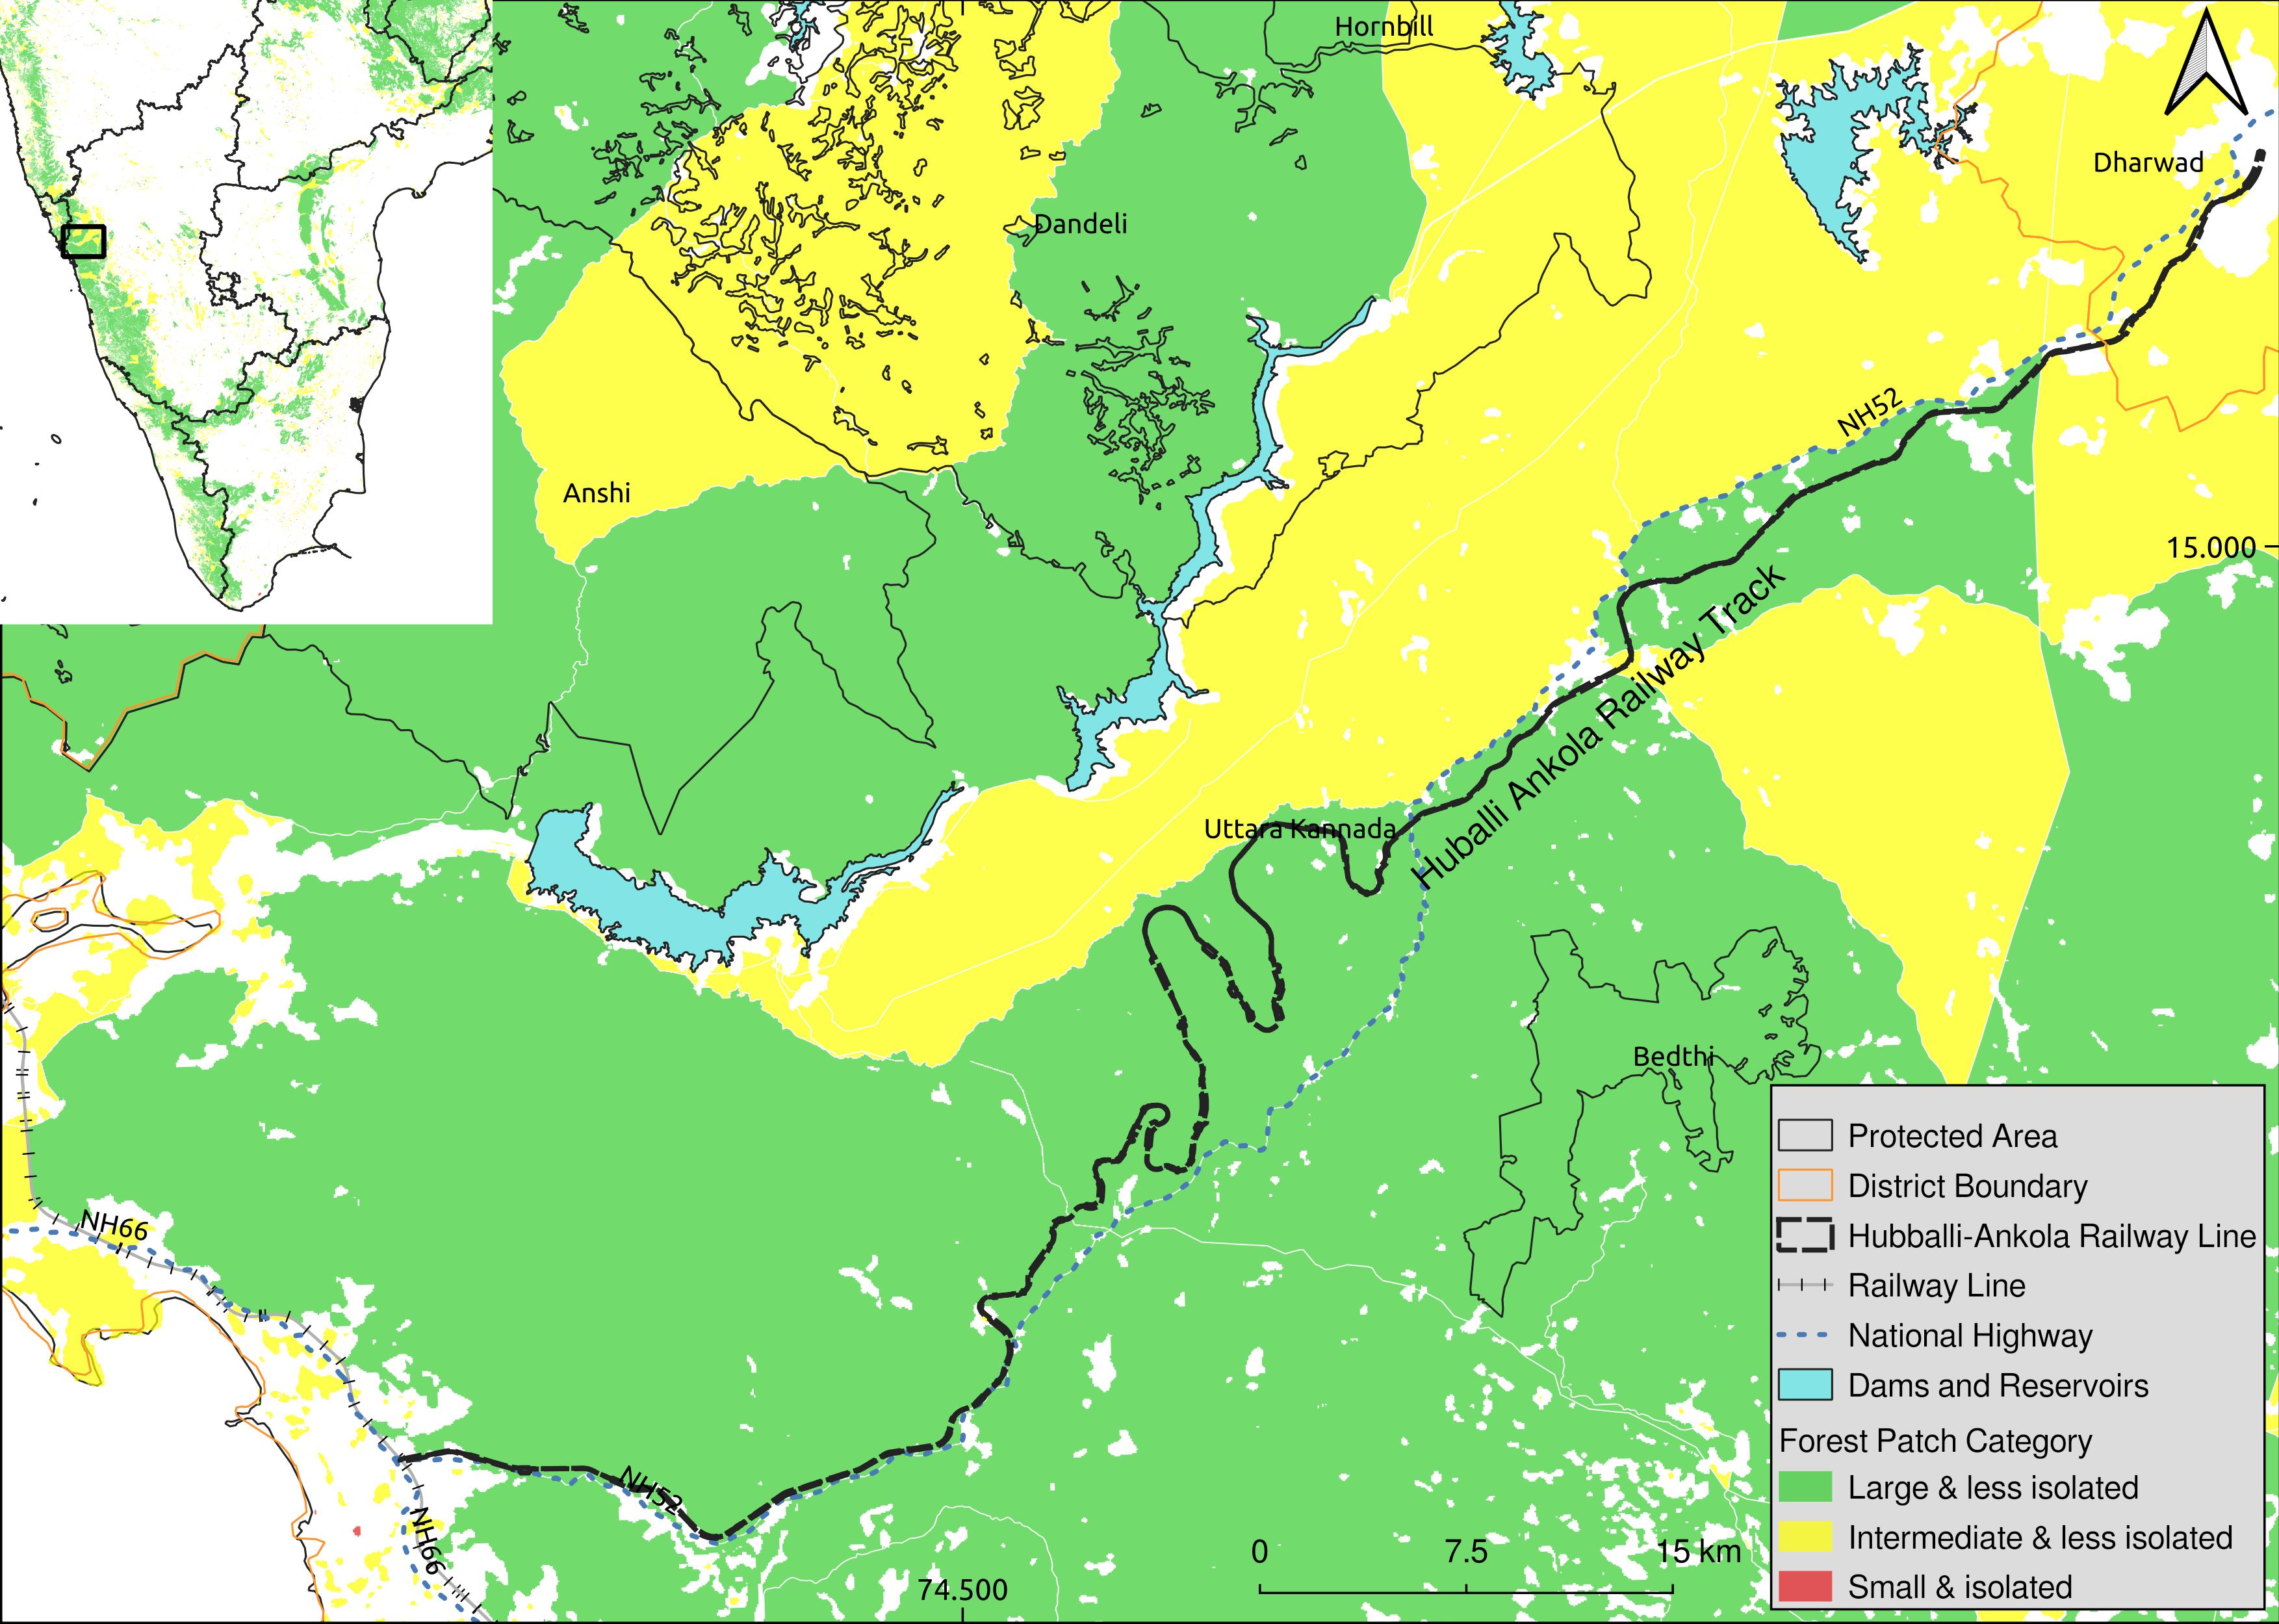 Hornbill
Dharwad
Dandeli
NH52
Anshi
15.000
Huballi Ankola Railway Track
Uttara Kannada
Bedthi
NH66
NH52
NH66
0 7.5 15 km
74.500
Protected Area
District Boundary
Hubballi-Ankola Railway Line
Railway Line
National Highway
Dams and Reservoirs
Forest Patch Category
Large & less isolated
Intermediate & less isolated
Small & isolated